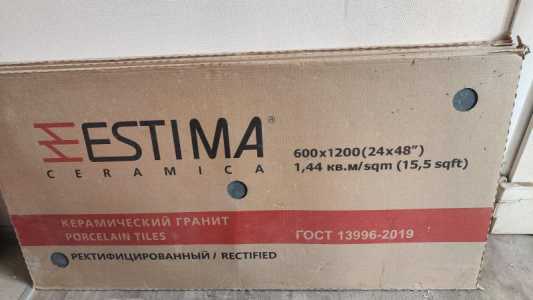 ESTIMA®
CERAMICA
600x1200 (24x48")
1,44 кв.м/sqm (15,5 sqft)
КЕРАМИЧЕСКИЙ ГРАНИТ
PORCELAIN TILES
ГОСТ 13996-2019
РЕКТИФИЦИРОВАННЫЙ / RECTIFIED